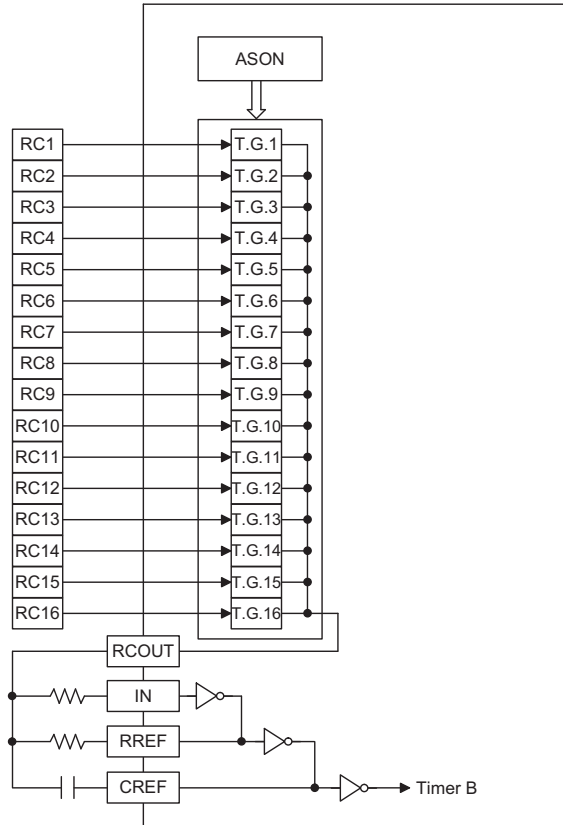 ASON
RC1 T.G.1
RC2 T.G.2
RC3 T.G.3
RC4 T.G.4
RC5 T.G.5
RC6 T.G.6
RC7 T.G.7
RC8 T.G.8
RC9 T.G.9
RC10 T.G.10
RC11 T.G.11
RC12 T.G.12
RC13 T.G.13
RC14 T.G.14
RC15 T.G.15
RC16 T.G.16
RCOUT
IN
RREF
CREF Timer B